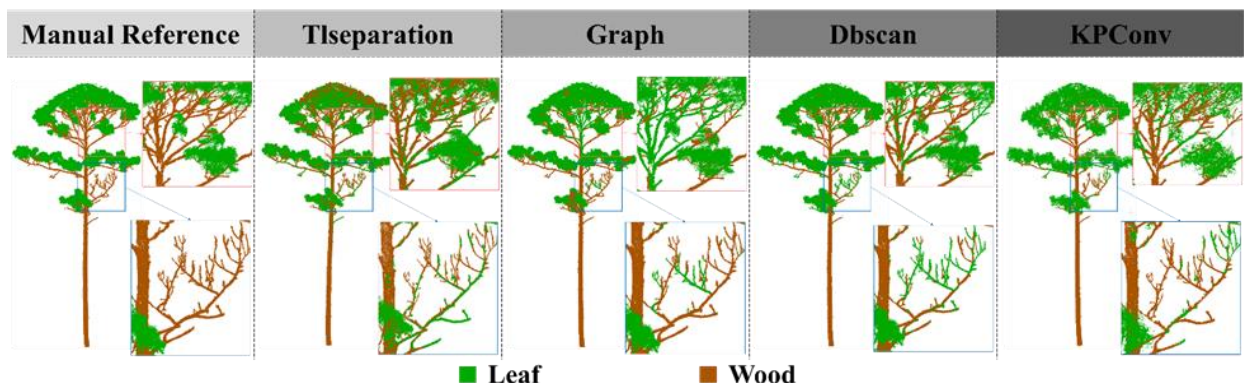 Manual Reference
Tlseparation
Graph
Dbscan
KPConv
Leaf
Wood